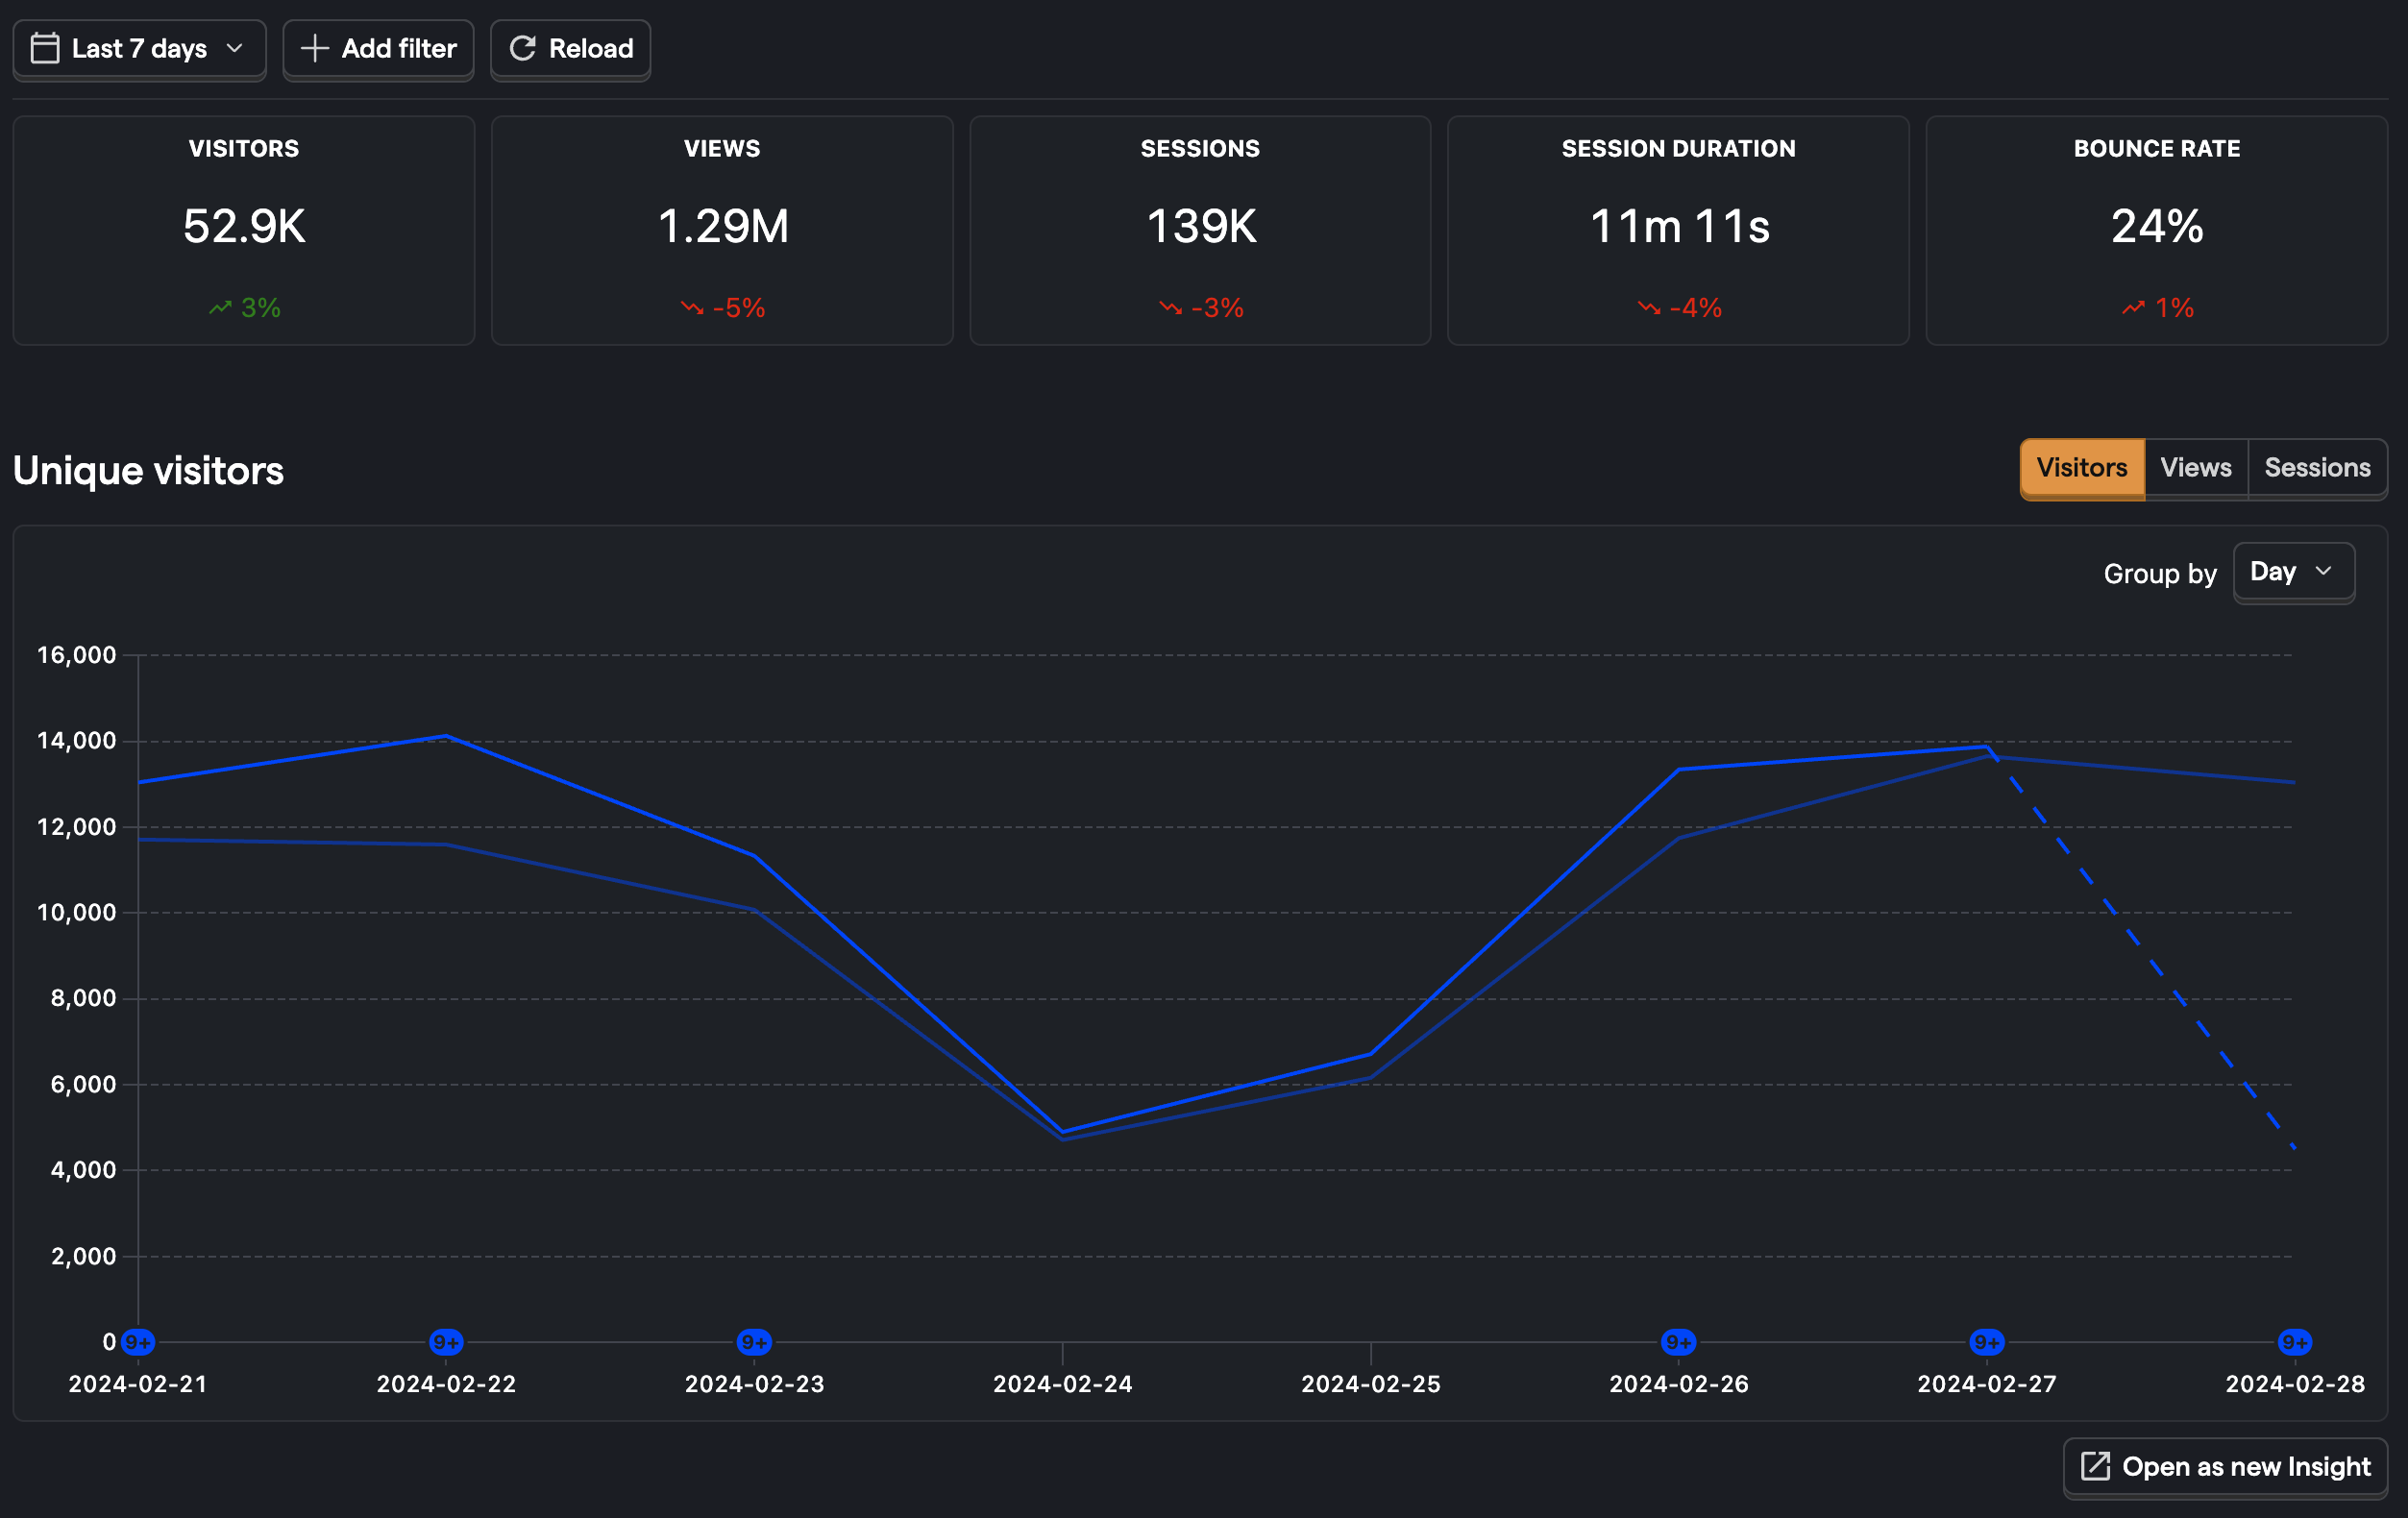 Last 7 days Add filter Reload
VISITORS VIEWS SESSIONS SESSION DURATION BOUNCE RATE
52.9K 1.29M 139K 11m 11s 24%
3% -5% -3% -4% 1%
Unique visitors Visitors Views Sessions
Group by Day
16,000
14,000
12,000
10,000
8,000
6,000
4,000
2,000
0 9+ 9+ 9+ 9+ 9+ 9+
2024-02-21 2024-02-22 2024-02-23 2024-02-24 2024-02-25 2024-02-26 2024-02-27 2024-02-28
Open as new Insight